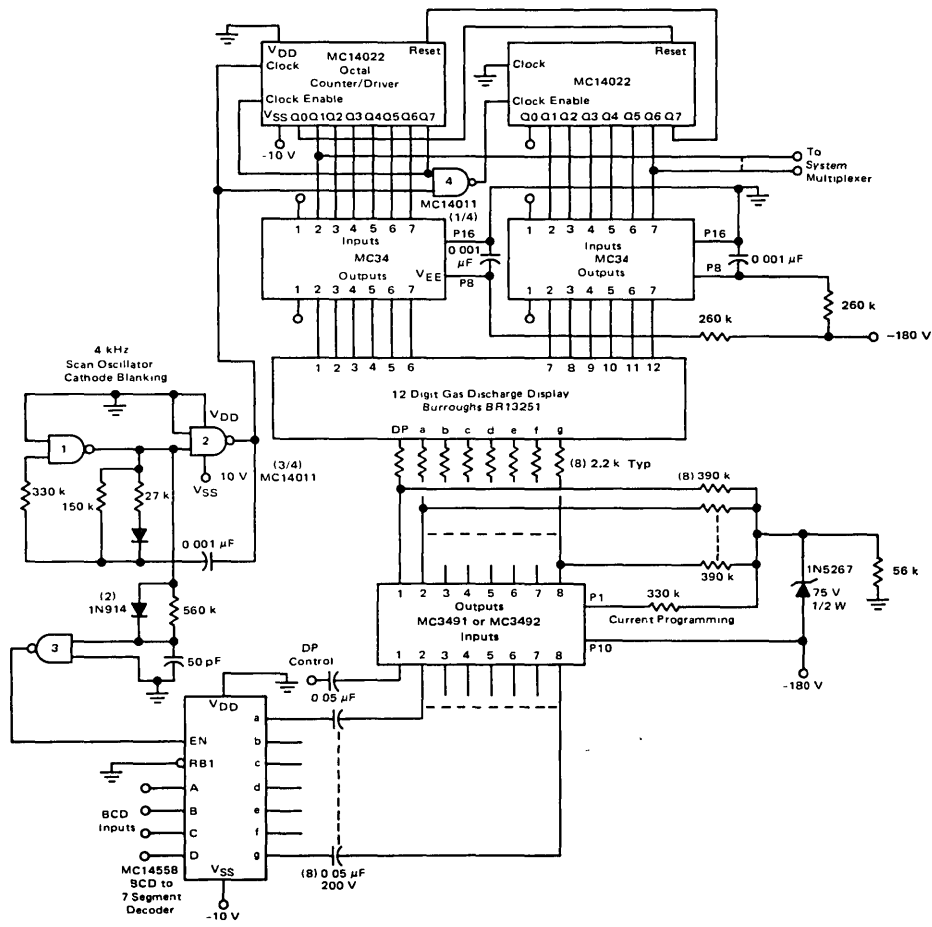 VDD
MC14022
Reset
Clock
Octal
Counter/Driver
Clock Enable
VSS Q0 Q1 Q2 Q3 Q4 Q5 Q6 Q7
-10 V
Reset
Clock
MC14022
Clock Enable
Q0 Q1 Q2 Q3 Q4 Q5 Q6 Q7
To
System
Multiplexer
4
MC14011
(1/4)
1 2 3 4 5 6 7
Inputs
MC34
Outputs
VEE
1 2 3 4 5 6 7
P16
0 001
µF
P8
1 2 3 4 5 6 7
Inputs
MC34
Outputs
1 2 3 4 5 6 7
P16
0 001 µF
P8
260 k
260 k
-180 V
1 2 3 4 5 6
7 8 9 10 11 12
12 Digit Gas Discharge Display
Burroughs BR13251
DP a b c d e f g
(8) 2.2 k Typ
4 kHz
Scan Oscillator
Cathode Blanking
VDD
1
2
10 V
VSS
(3/4)
MC14011
330 k
150 k
27 k
0 001 µF
(2)
1N914
560 k
3
50 pF
(8) 390 k
390 k
1 2 3 4 5 6 7 8
Outputs
MC3491 or MC3492
Inputs
1 2 3 4 5 6 7 8
P1
330 k
Current Programming
P10
1N5267
75 V
1/2 W
56 k
-180 V
DP
Control
0 05 µF
VDD
a
EN
b
RB1
c
A
d
BCD
Inputs
B
e
C
f
D
g
VSS
MC14558
BCD to
7 Segment
Decoder
-10 V
(8) 0 05 µF
200 V